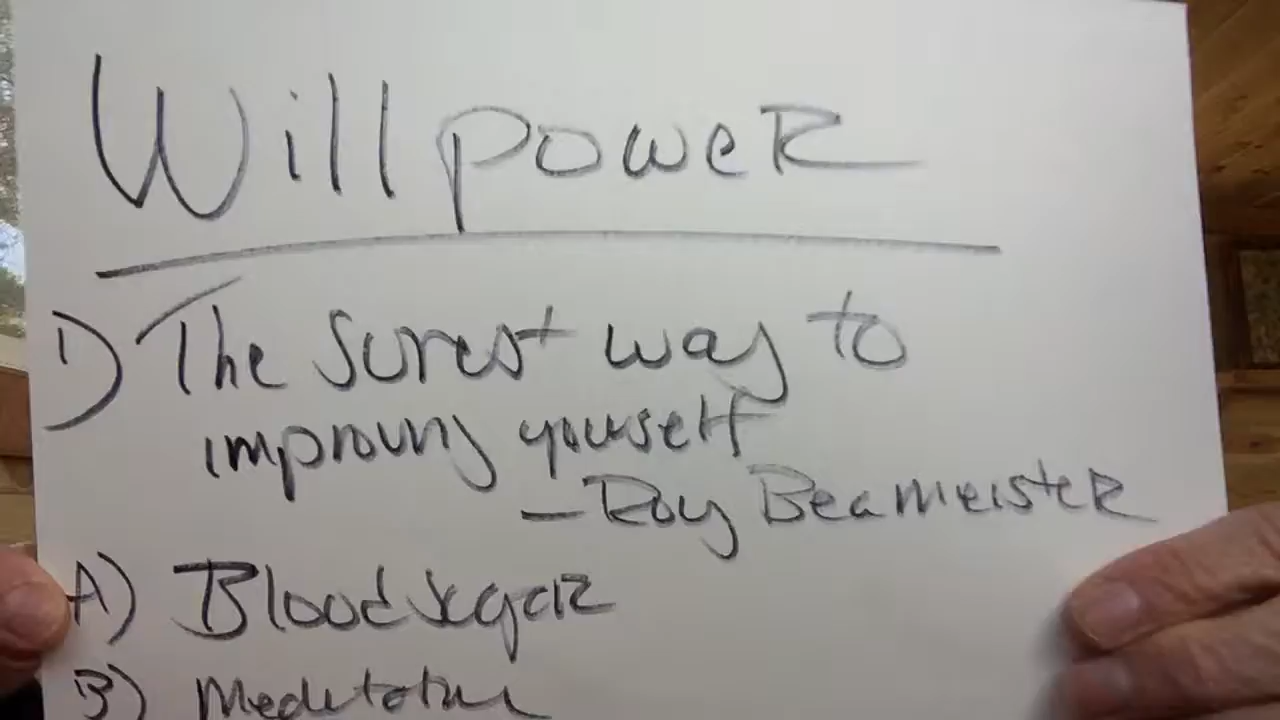 Willpower
1) The surest way to
improving yourself
- Roy Beameister
A) Blood sugar
B) Meditation